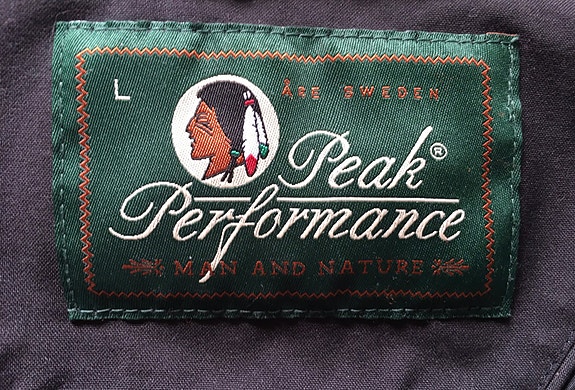 L
ÅRE SWEDEN
Peak®
Performance
MAN AND NATURE